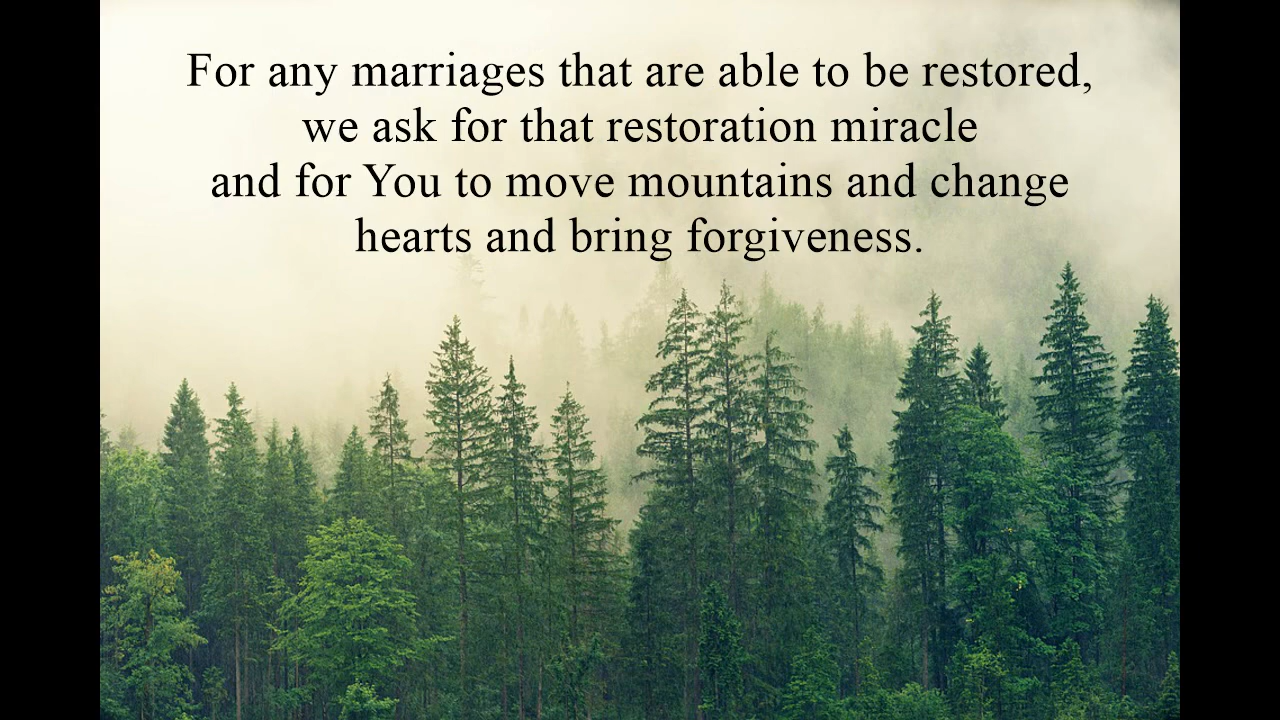 For any marriages that are able to be restored,
we ask for that restoration miracle
and for You to move mountains and change
hearts and bring forgiveness.